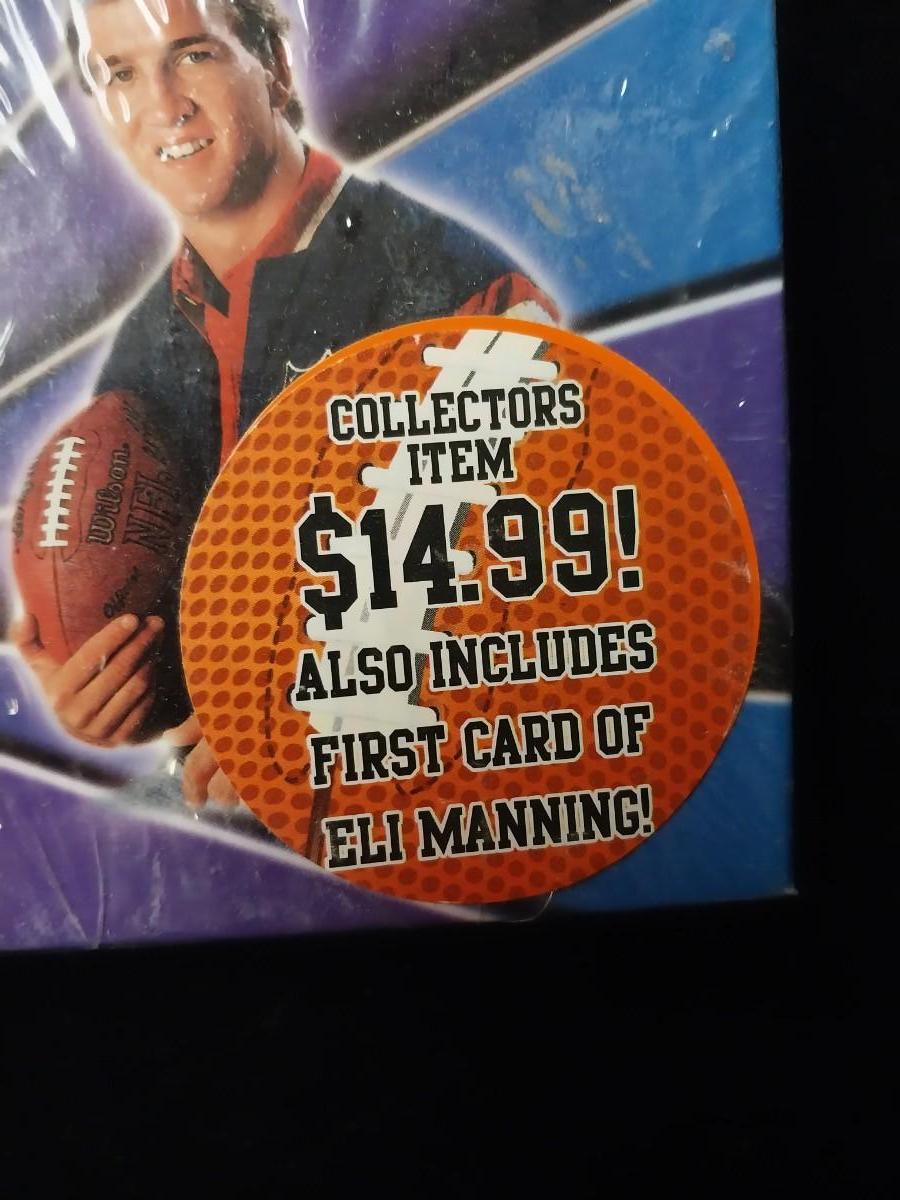 Wilson
NFL
COLLECTORS
ITEM
$14.99!
ALSO INCLUDES
FIRST CARD OF
ELI MANNING!